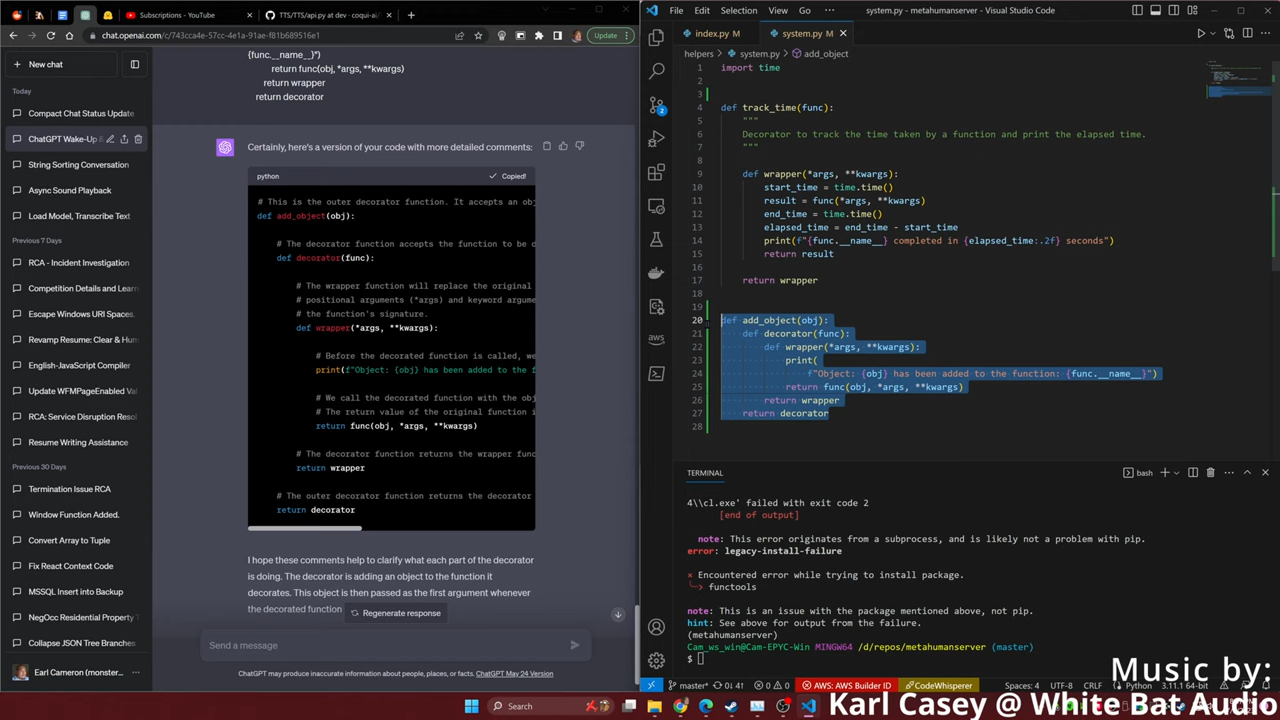 Subscriptions - YouTube
TTS/TTS/api.py at dev · coqui-ai/
chat.openai.com/c/743cca4e-57cc-4e1a-91ae-f81b689516e1
Update
New chat
Today
Compact Chat Status Update
ChatGPT Wake-Up &
String Sorting Conversation
Async Sound Playback
Load Model, Transcribe Text
Previous 7 Days
RCA - Incident Investigation
Competition Details and Learni
Escape Windows URI Spaces.
Revamp Resume: Clear & Hum
English JavaScript Compiler
Update WFMPageEnabled Val
RCA: Service Disruption Resol
Resume Writing Assistance
Previous 30 Days
Termination Issue RCA
Window Function Added.
Convert Array to Tuple
Fix React Context Code
MSSQL Insert into Backup
NegOcc Residential Property
Collapse JSON Tree Branches
Earl Cameron (monster...
{func.__name__}")
return func(obj, *args, **kwargs)
return wrapper
return decorator
Certainly, here's a version of your code with more detailed comments:
python
Copied!
# This is the outer decorator function. It accepts an obj
def add_object(obj):
# The decorator function accepts the function to be d
def decorator(func):
# The wrapper function will replace the original
# positional arguments (*args) and keyword argume
# the function's signature.
def wrapper(*args, **kwargs):
# Before the decorated function is called, we
print(f"Object: {obj} has been added to the f
# We call the decorated function with the obj
# The return value of the original function i
return func(obj, *args, **kwargs)
# The decorator function returns the wrapper func
return wrapper
# The outer decorator function returns the decorator
return decorator
I hope these comments help to clarify what each part of the decorator
is doing. The decorator is adding an object to the function it
decorates. This object is then passed as the first argument whenever
the decorated function
Regenerate response
Send a message
ChatGPT may produce inaccurate information about people, places, or facts. ChatGPT May 24 Version
File Edit Selection View Go ···
system.py - metahumanserver - Visual Studio Code
index.py M
system.py M
helpers > system.py > add_object
1 import time
2
3
4 def track_time(func):
5 """
6 Decorator to track the time taken by a function and print the elapsed time.
7 """
8
9 def wrapper(*args, **kwargs):
10 start_time = time.time()
11 result = func(*args, **kwargs)
12 end_time = time.time()
13 elapsed_time = end_time - start_time
14 print(f"{func.__name__} completed in {elapsed_time:.2f} seconds")
15 return result
16
17 return wrapper
18
19
20 def add_object(obj):
21 def decorator(func):
22 def wrapper(*args, **kwargs):
23 print(
24 f"Object: {obj} has been added to the function: {func.__name__}")
25 return func(obj, *args, **kwargs)
26 return wrapper
27 return decorator
28
TERMINAL
bash
4\\cl.exe' failed with exit code 2
[end of output]
note: This error originates from a subprocess, and is likely not a problem with pip.
error: legacy-install-failure
× Encountered error while trying to install package.
╰─> functools
note: This is an issue with the package mentioned above, not pip.
hint: See above for output from the failure.
(metahumanserver)
Cam_ws_win@Cam-EPYC-Win MINGW64 /d/repos/metahumanserver (master)
$
master* 0↓ 4↑ 0 0 AWS: AWS Builder ID CodeWhisperer Spaces: 4 UTF-8 CRLF Python 3.11.1 64-bit
Search
Music by:
Karl Casey @ White Bat Audio